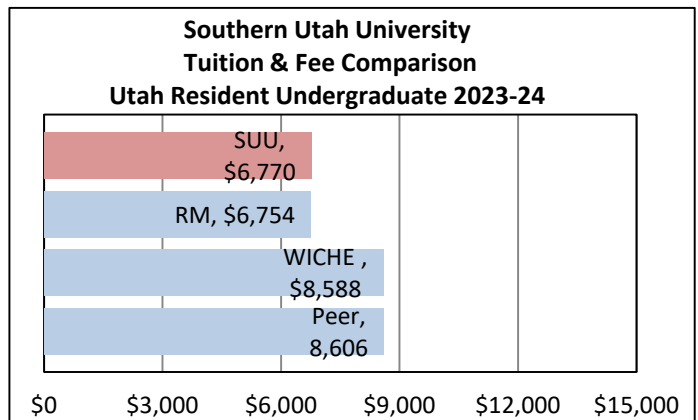 Southern Utah University
Tuition & Fee Comparison
Utah Resident Undergraduate 2023-24
SUU,
$6,770
RM, $6,754
WICHE ,
$8,588
Peer,
8,606
$0 $3,000 $6,000 $9,000 $12,000 $15,000